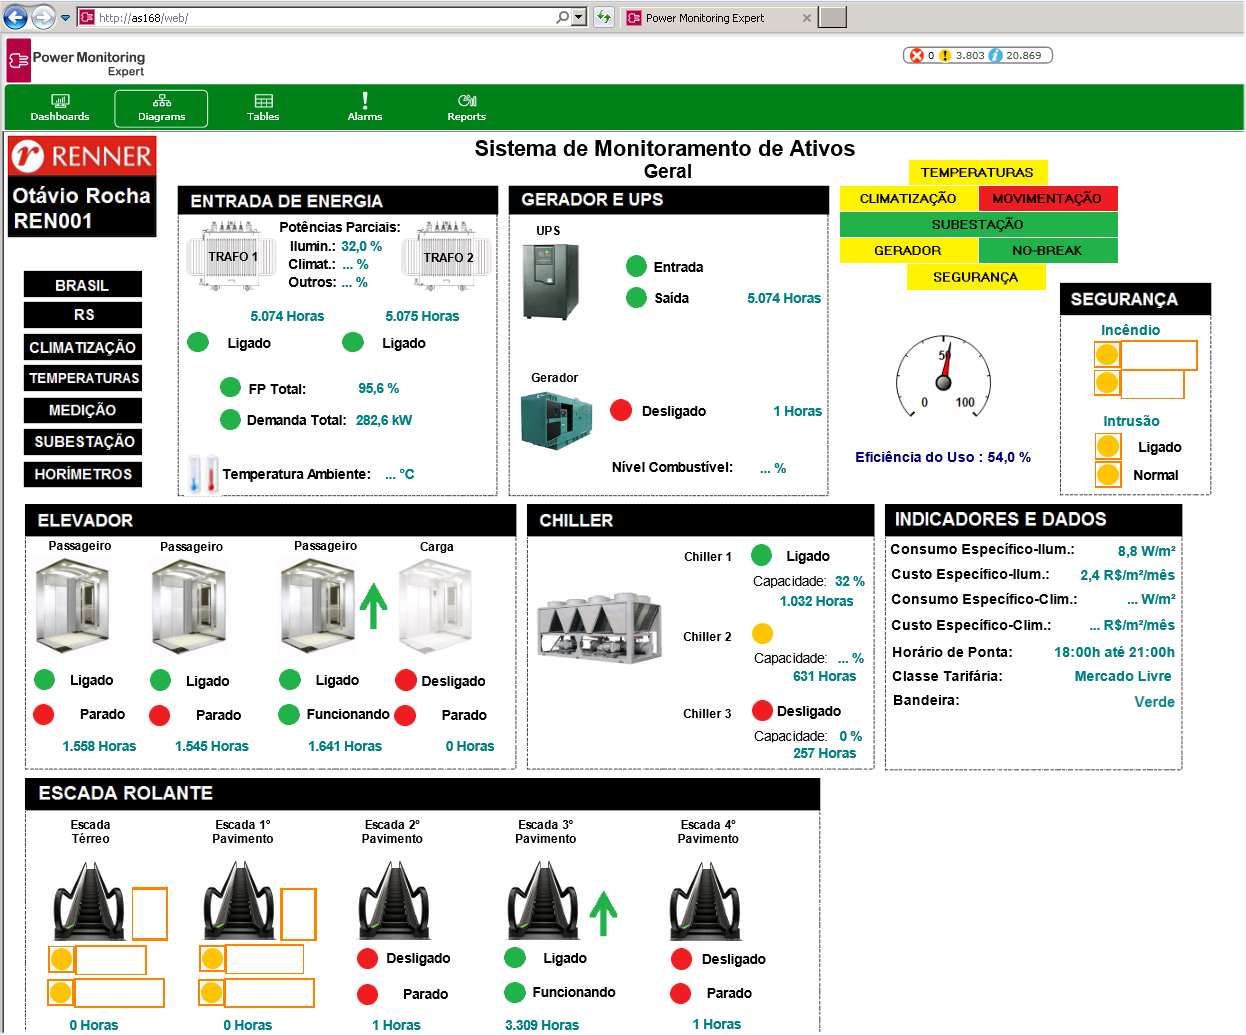 http://as168/web/
Power Monitoring Expert
Power Monitoring
Expert
0 3.803 20.869
Dashboards
Diagrams
Tables
Alarms
Reports
RENNER
Otávio Rocha
REN001
BRASIL
RS
CLIMATIZAÇÃO
TEMPERATURAS
MEDIÇÃO
SUBESTAÇÃO
HORÍMETROS
Sistema de Monitoramento de Ativos
Geral
ENTRADA DE ENERGIA
TRAFO 1
Potências Parciais:
Ilumin.: 32,0 %
Climat.: ... %
Outros: ... %
TRAFO 2
5.074 Horas
5.075 Horas
Ligado
Ligado
FP Total: 95,6 %
Demanda Total: 282,6 kW
Temperatura Ambiente: ... °C
GERADOR E UPS
UPS
Entrada
Saída 5.074 Horas
Gerador
Desligado 1 Horas
Nível Combustível: ... %
TEMPERATURAS
CLIMATIZAÇÃO
MOVIMENTAÇÃO
SUBESTAÇÃO
GERADOR
NO-BREAK
SEGURANÇA
50
0 100
Eficiência do Uso : 54,0 %
SEGURANÇA
Incêndio
Intrusão
Ligado
Normal
ELEVADOR
Passageiro
Passageiro
Passageiro
Carga
Ligado
Ligado
Ligado
Desligado
Parado
Parado
Funcionando
Parado
1.558 Horas
1.545 Horas
1.641 Horas
0 Horas
CHILLER
Chiller 1 Ligado
Capacidade: 32 %
1.032 Horas
Chiller 2
Capacidade: ... %
631 Horas
Chiller 3 Desligado
Capacidade: 0 %
257 Horas
INDICADORES E DADOS
Consumo Específico-Ilum.: 8,8 W/m²
Custo Específico-Ilum.: 2,4 R$/m²/mês
Consumo Específico-Clim.: ... W/m²
Custo Específico-Clim.: ... R$/m²/mês
Horário de Ponta: 18:00h até 21:00h
Classe Tarifária: Mercado Livre
Bandeira: Verde
ESCADA ROLANTE
Escada
Térreo
Escada 1º
Pavimento
Escada 2º
Pavimento
Escada 3º
Pavimento
Escada 4º
Pavimento
Desligado
Ligado
Desligado
Parado
Funcionando
Parado
0 Horas
0 Horas
1 Horas
3.309 Horas
1 Horas